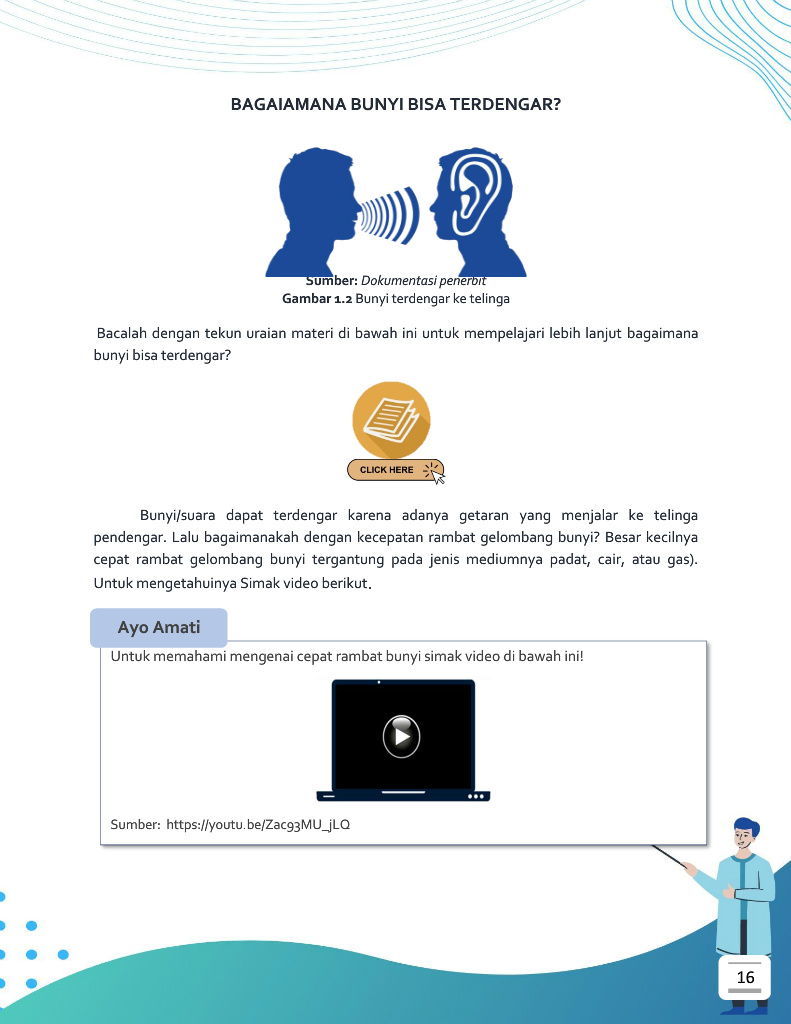 BAGAIAMANA BUNYI BISA TERDENGAR?
Sumber: Dokumentasi penerbit
Gambar 1.2 Bunyi terdengar ke telinga
Bacalah dengan tekun uraian materi di bawah ini untuk mempelajari lebih lanjut bagaimana
bunyi bisa terdengar?
CLICK HERE
Bunyi/suara dapat terdengar karena adanya getaran yang menjalar ke telinga
pendengar. Lalu bagaimanakah dengan kecepatan rambat gelombang bunyi? Besar kecilnya
cepat rambat gelombang bunyi tergantung pada jenis mediumnya padat, cair, atau gas).
Untuk mengetahuinya Simak video berikut.
Ayo Amati
Untuk memahami mengenai cepat rambat bunyi simak video di bawah ini!
Sumber: https://youtu.be/Zac93MU_jLQ
16